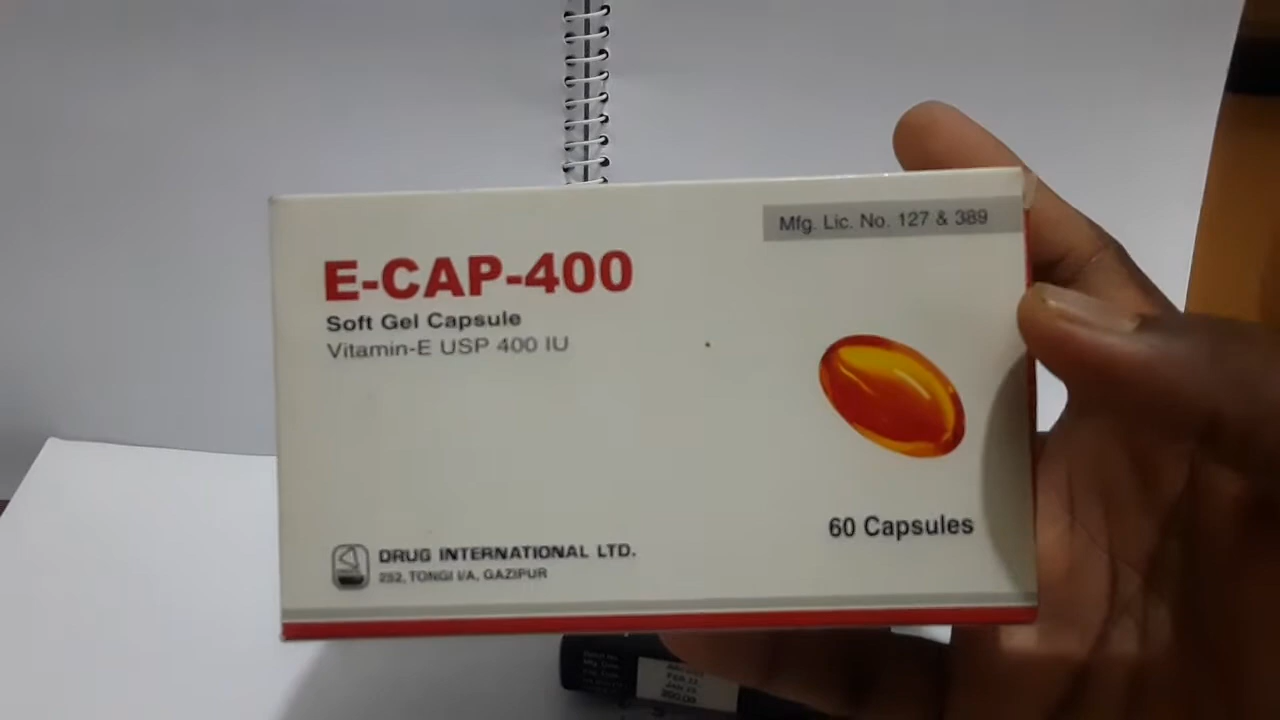 Mfg. Lic. No. 127 & 389
E-CAP-400
Soft Gel Capsule
Vitamin-E USP 400 IU
60 Capsules
DRUG INTERNATIONAL LTD.
252, TONGI I/A, GAZIPUR